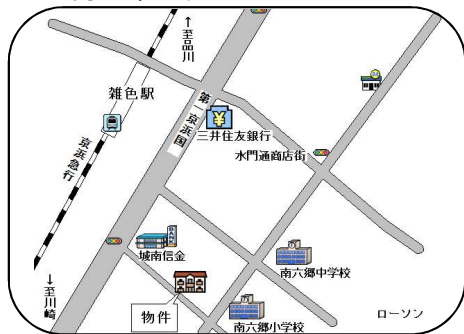 ↑至品川
雑色駅
第一京浜国
¥
三井住友銀行
24
水門通商店街
京浜急行
BANK
城南信金
南六郷中学校
↓至川崎
物件
南六郷小学校
ローソン